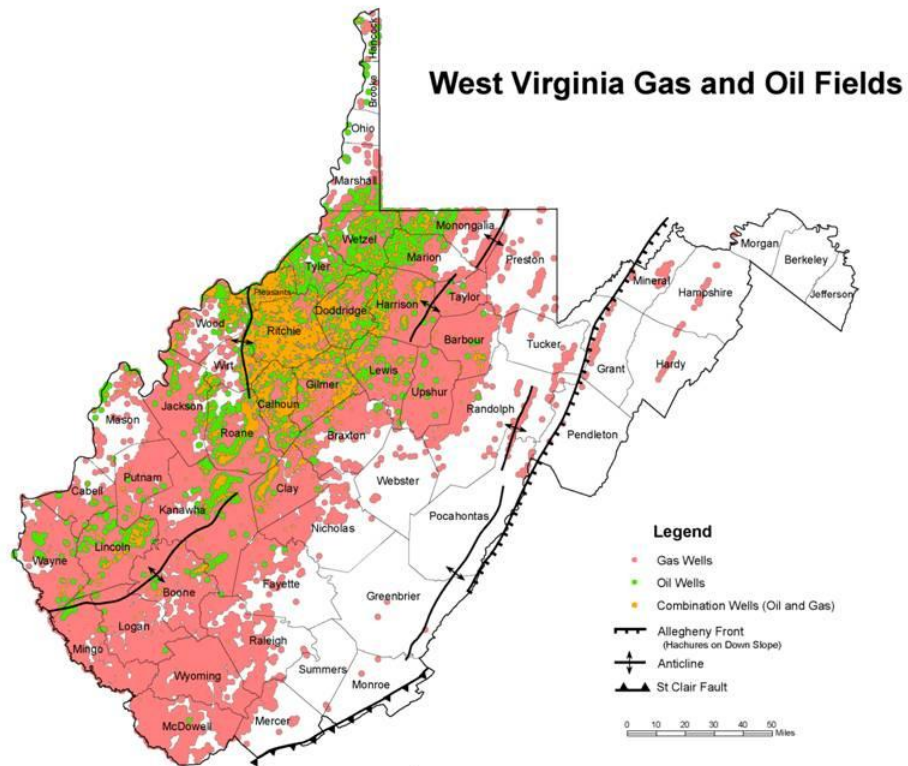 West Virginia Gas and Oil Fields
Hancock
Brooke
Ohio
Marshall
Wetzel
Monongalia
Marion
Preston
Tyler
Pleasants
Doddridge
Harrison
Taylor
Wood
Ritchie
Barbour
Tucker
Mineral
Hampshire
Morgan
Berkeley
Jefferson
Grant
Hardy
Wirt
Lewis
Upshur
Gilmer
Calhoun
Randolph
Pendleton
Jackson
Mason
Roane
Braxton
Webster
Pocahontas
Cabell
Putnam
Kanawha
Clay
Nicholas
Wayne
Lincoln
Boone
Fayette
Greenbrier
Logan
Mingo
Raleigh
Wyoming
Summers
Monroe
McDowell
Mercer
Legend
Gas Wells
Oil Wells
Combination Wells (Oil and Gas)
Allegheny Front
(Hachures on Down Slope)
Anticline
St Clair Fault
0 10 20 30 40 50
Miles